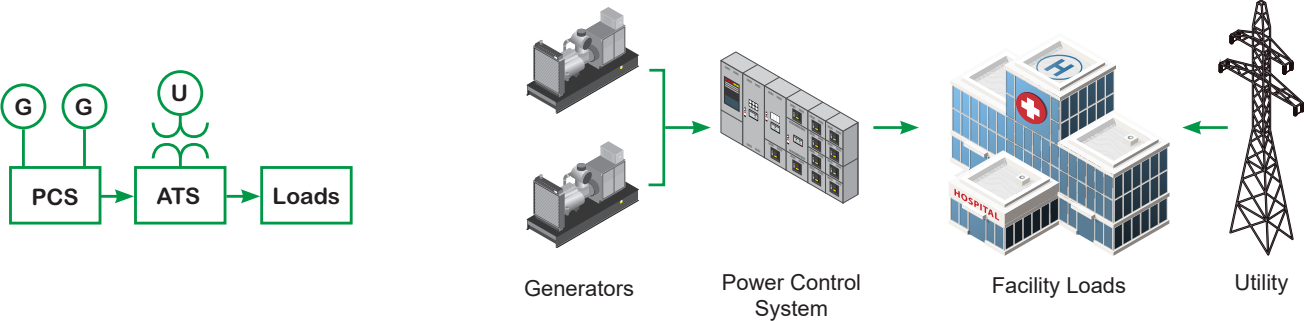 G
G
U
PCS
ATS
Loads
H
HOSPITAL
Generators
Power Control
System
Facility Loads
Utility